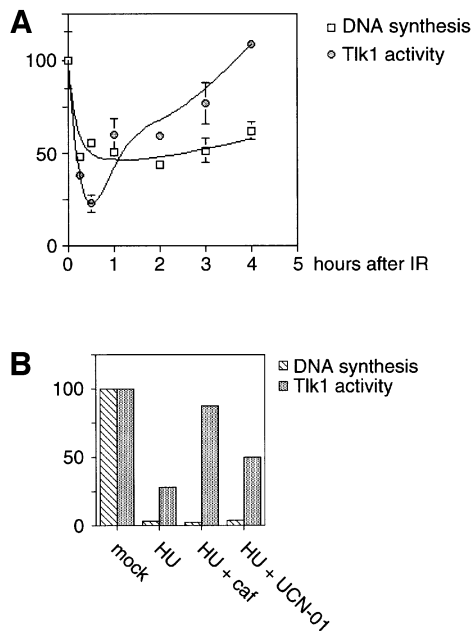 A
DNA synthesis
Tlk1 activity
100
50
0
0 1 2 3 4 5 hours after IR
B
DNA synthesis
Tlk1 activity
100
50
0
mock HU HU + caf HU + UCN-01